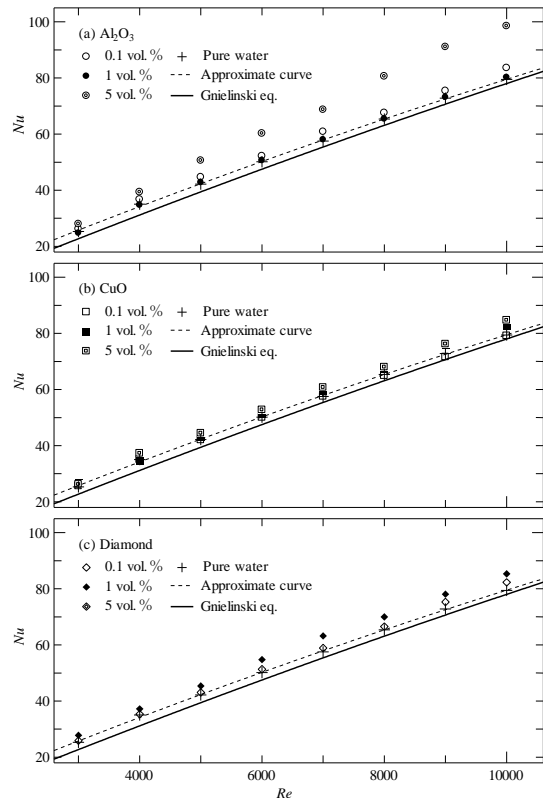 100
(a) Al₂O₃
0.1 vol. % Pure water
80
1 vol. % Approximate curve
5 vol. % Gnielinski eq.
Nu
60
40
20
100
(b) CuO
0.1 vol. % Pure water
80
1 vol. % Approximate curve
5 vol. % Gnielinski eq.
Nu
60
40
20
100
(c) Diamond
0.1 vol. % Pure water
80
1 vol. % Approximate curve
5 vol. % Gnielinski eq.
Nu
60
40
20
4000 6000 8000 10000
Re